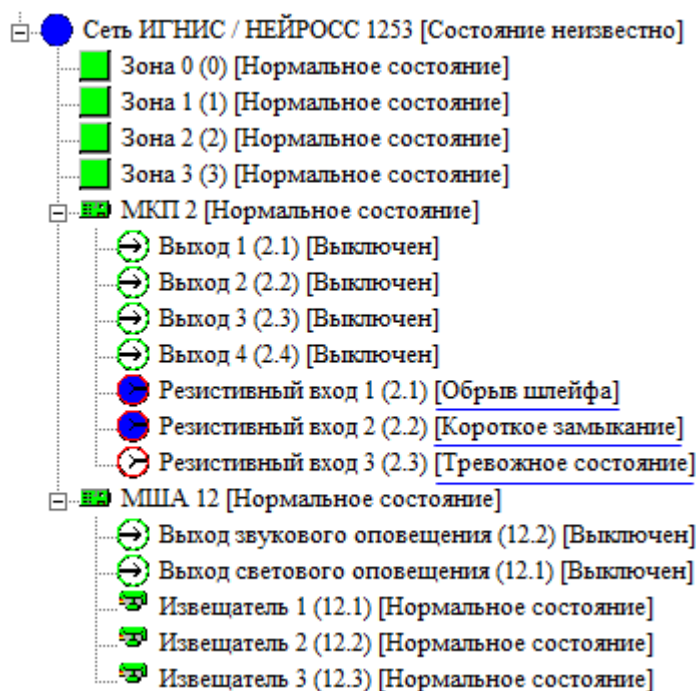 Сеть ИГНИС / НЕЙРОСС 1253 [Состояние неизвестно]
Зона 0 (0) [Нормальное состояние]
Зона 1 (1) [Нормальное состояние]
Зона 2 (2) [Нормальное состояние]
Зона 3 (3) [Нормальное состояние]
МКП 2 [Нормальное состояние]
Выход 1 (2.1) [Выключен]
Выход 2 (2.2) [Выключен]
Выход 3 (2.3) [Выключен]
Выход 4 (2.4) [Выключен]
Резистивный вход 1 (2.1) [Обрыв шлейфа]
Резистивный вход 2 (2.2) [Короткое замыкание]
Резистивный вход 3 (2.3) [Тревожное состояние]
МША 12 [Нормальное состояние]
Выход звукового оповещения (12.2) [Выключен]
Выход светового оповещения (12.1) [Выключен]
Извещатель 1 (12.1) [Нормальное состояние]
Извещатель 2 (12.2) [Нормальное состояние]
Извещатель 3 (12.3) [Нормальное состояние]